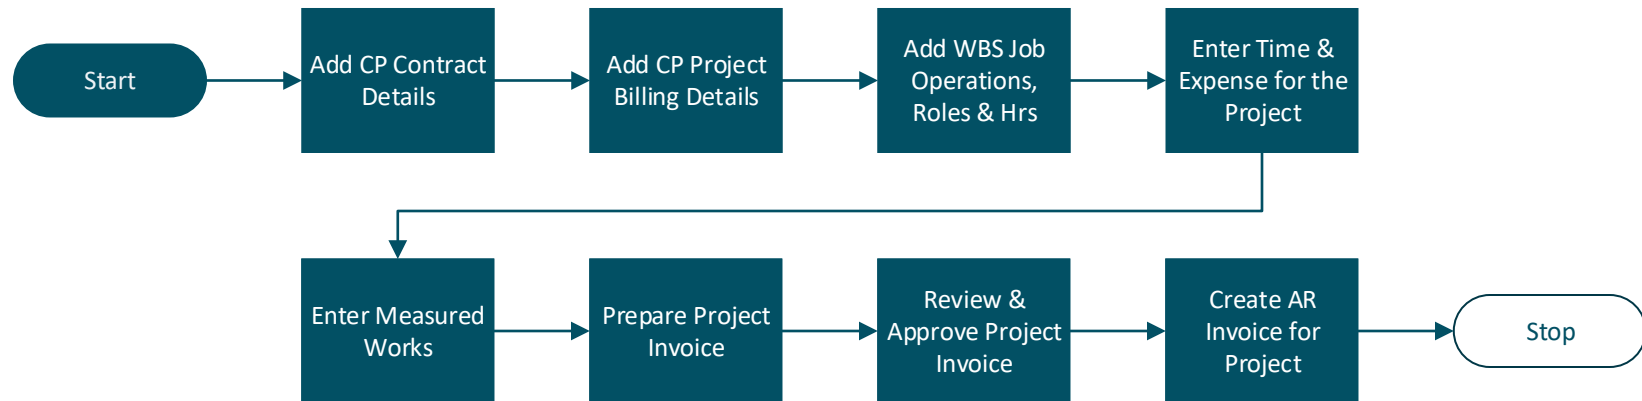 Start
Add CP Contract
Details
Add CP Project
Billing Details
Add WBS Job
Operations,
Roles & Hrs
Enter Time &
Expense for the
Project
Enter Measured
Works
Prepare Project
Invoice
Review &
Approve Project
Invoice
Create AR
Invoice for
Project
Stop